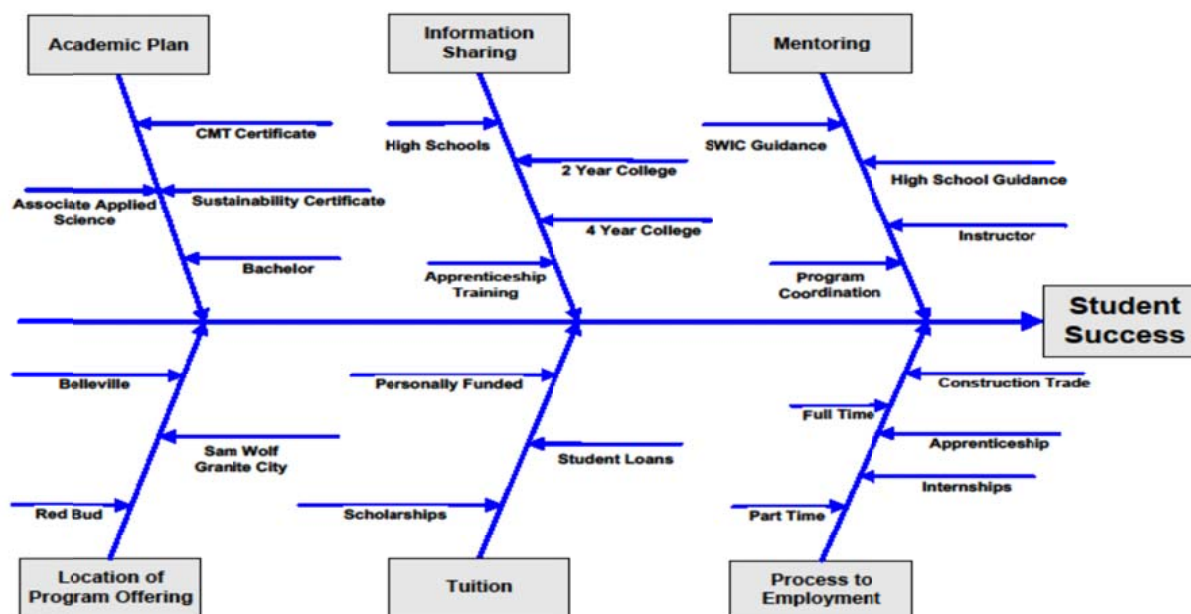 Academic Plan
Information
Sharing
Mentoring
CMT Certificate
Associate Applied
Science
Sustainability Certificate
Bachelor
High Schools
2 Year College
4 Year College
Apprenticeship
Training
SWIC Guidance
High School Guidance
Instructor
Program
Coordination
Student
Success
Belleville
Sam Wolf
Granite City
Red Bud
Personally Funded
Student Loans
Scholarships
Construction Trade
Full Time
Apprenticeship
Internships
Part Time
Location of
Program Offering
Tuition
Process to
Employment